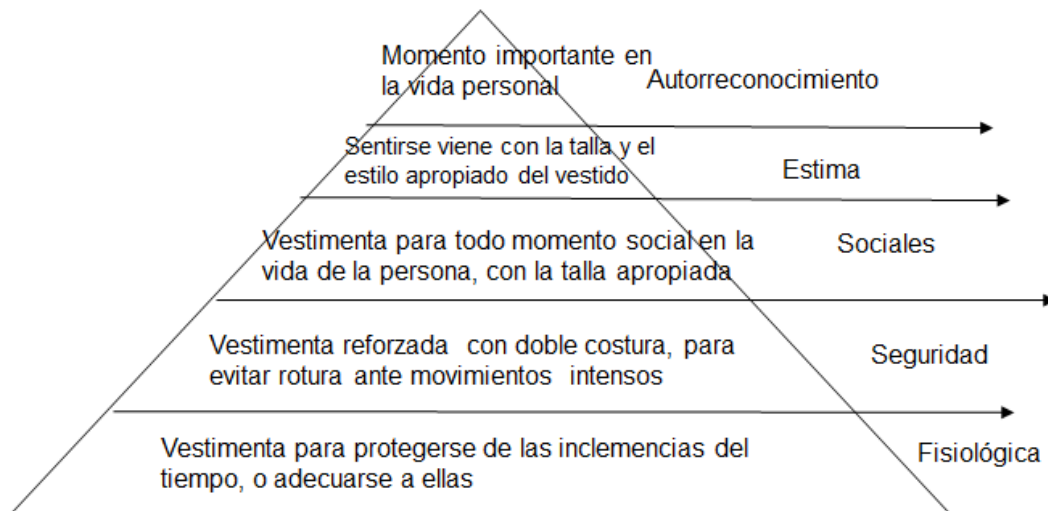 Momento importante en
la vida personal
Autorreconocimiento
Sentirse viene con la talla y el
estilo apropiado del vestido
Estima
Vestimenta para todo momento social en la
vida de la persona, con la talla apropiada
Sociales
Vestimenta reforzada con doble costura, para
evitar rotura ante movimientos intensos
Seguridad
Vestimenta para protegerse de las inclemencias del
tiempo, o adecuarse a ellas
Fisiológica